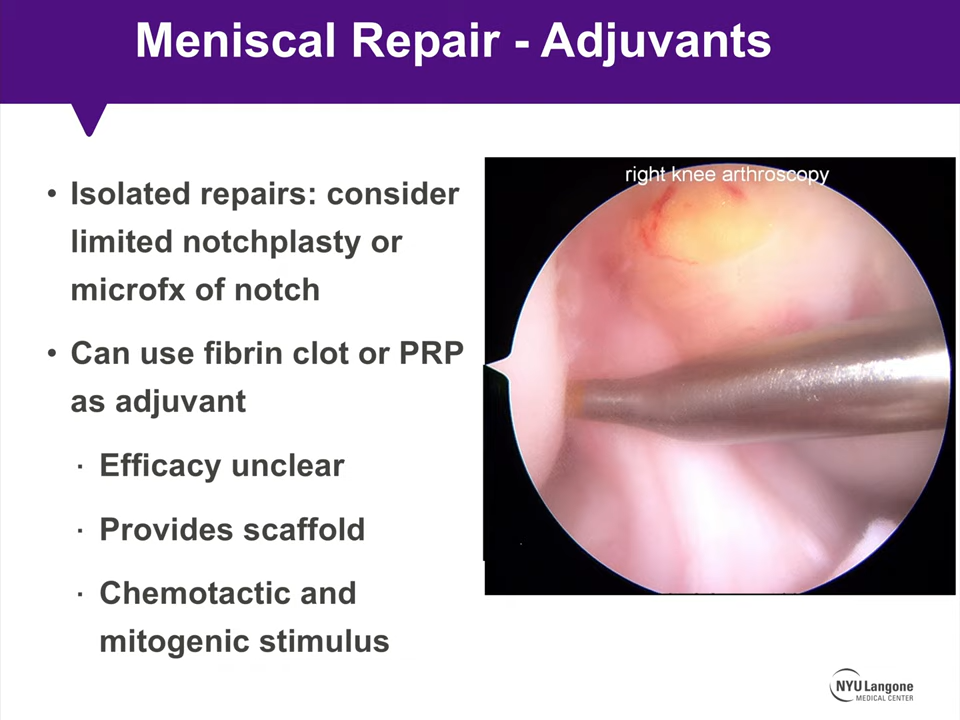 Meniscal Repair - Adjuvants
right knee arthroscopy
• Isolated repairs: consider
limited notchplasty or
microfx of notch
• Can use fibrin clot or PRP
as adjuvant
· Efficacy unclear
· Provides scaffold
· Chemotactic and
mitogenic stimulus
NYU Langone
MEDICAL CENTER